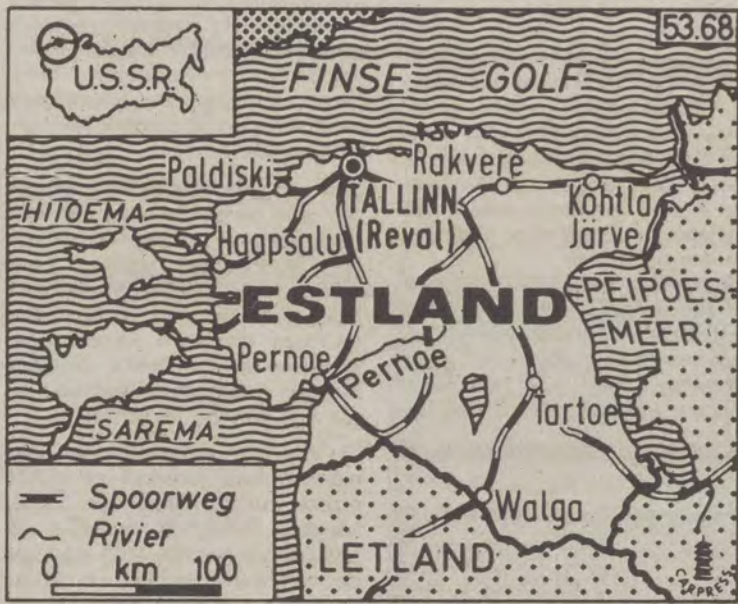 53.68
U.S.S.R.
FINSE GOLF
Paldiski
Rakvere
TALLINN
(Reval)
Kohtla
Järve
HIIOEMA
Haapsalu
ESTLAND
PEIPOES-
MEER
Pernoe
Pernoe
Tartoe
SAREMA
Walga
LETLAND
Spoorweg
Rivier
0 km 100
CARPRESS